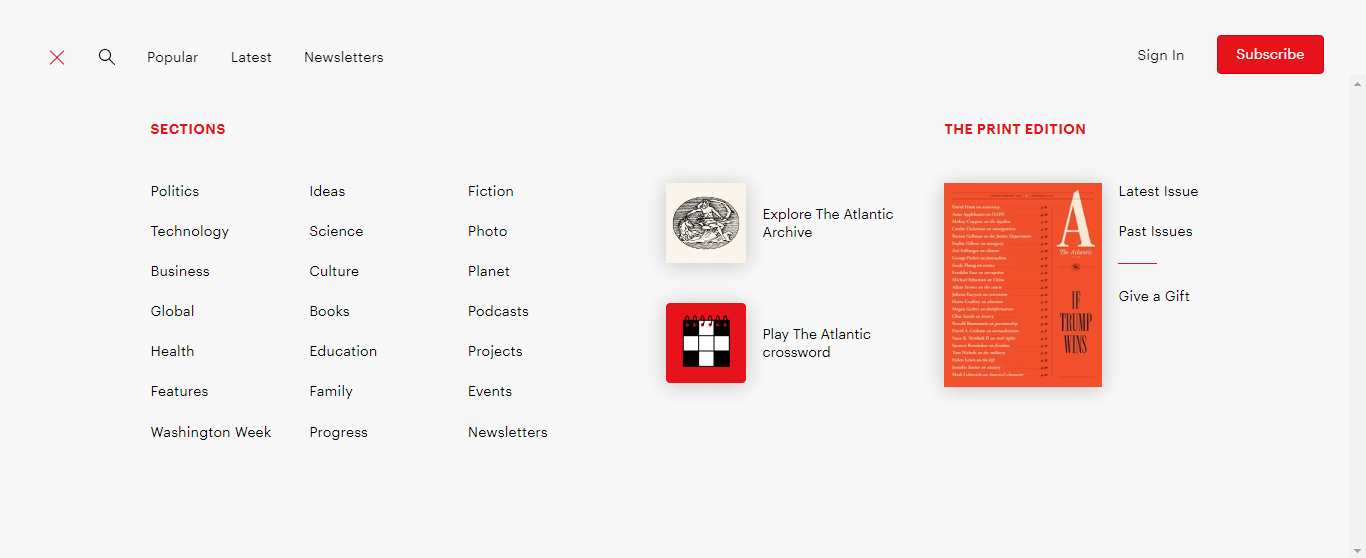 Popular
Latest
Newsletters
Sign In
Subscribe
SECTIONS
Politics
Technology
Business
Global
Health
Features
Washington Week
Ideas
Science
Culture
Books
Education
Family
Progress
Fiction
Photo
Planet
Podcasts
Projects
Events
Newsletters
Explore The Atlantic
Archive
Play The Atlantic
crossword
THE PRINT EDITION
A
The Atlantic
IF
TRUMP
WINS
Latest Issue
Past Issues
Give a Gift